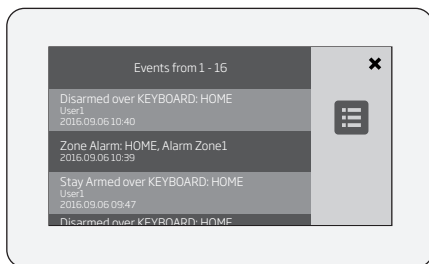 Events from 1 - 16
Disarmed over KEYBOARD: HOME
User1
2016.09.06 10:40
Zone Alarm: HOME, Alarm Zone1
2016.09.06 10:39
Stay Armed over KEYBOARD: HOME
User1
2016.09.06 09:47
Disarmed over KEYBOARD: HOME